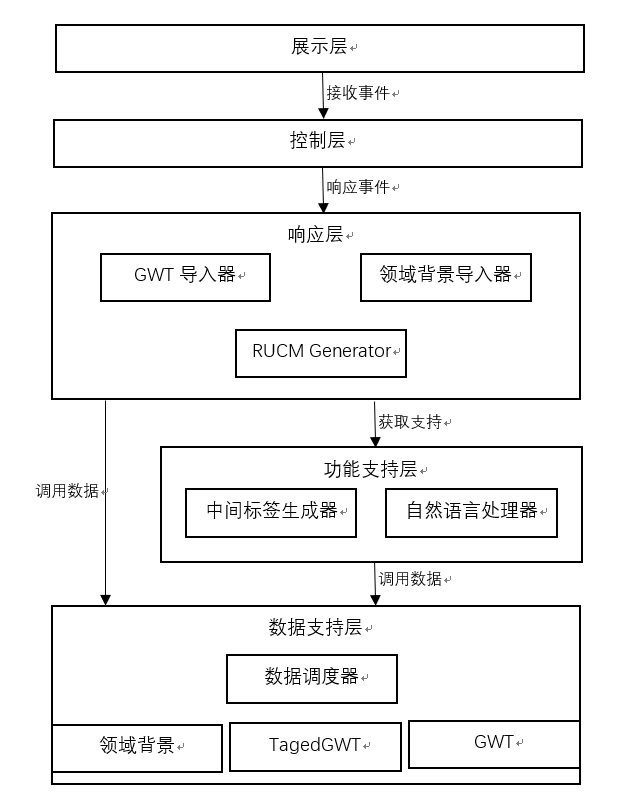 展示层
接收事件
控制层
响应事件
响应层
GWT 导入器
领域背景导入器
RUCM Generator
获取支持
功能支持层
调用数据
中间标签生成器
自然语言处理器
调用数据
数据支持层
数据调度器
领域背景
TagedGWT
GWT